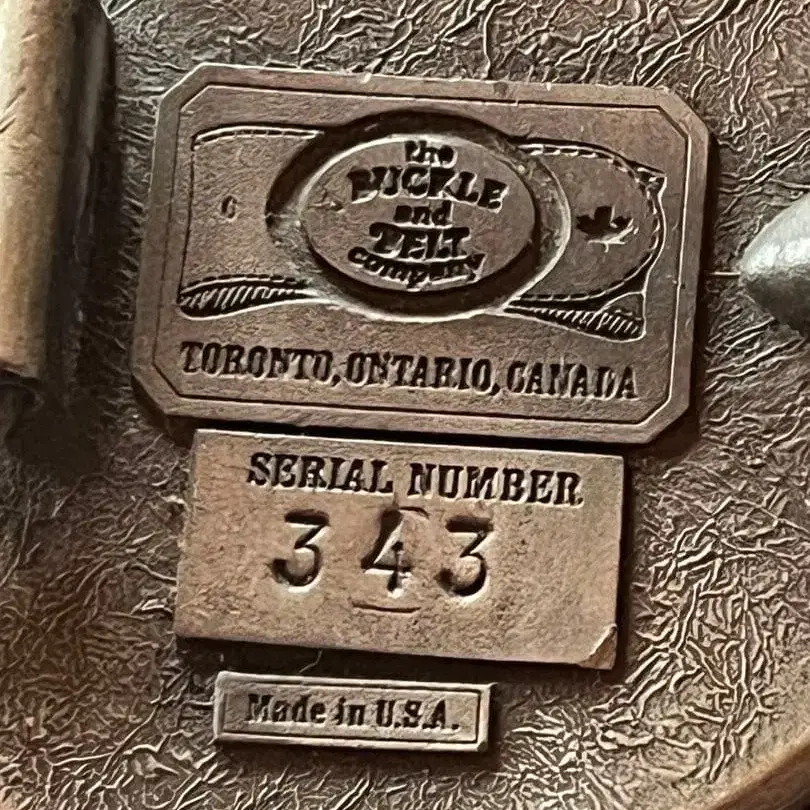 the
BUCKLE
and
BELT
company
TORONTO, ONTARIO, CANADA
SERIAL NUMBER
343
Made in U.S.A.